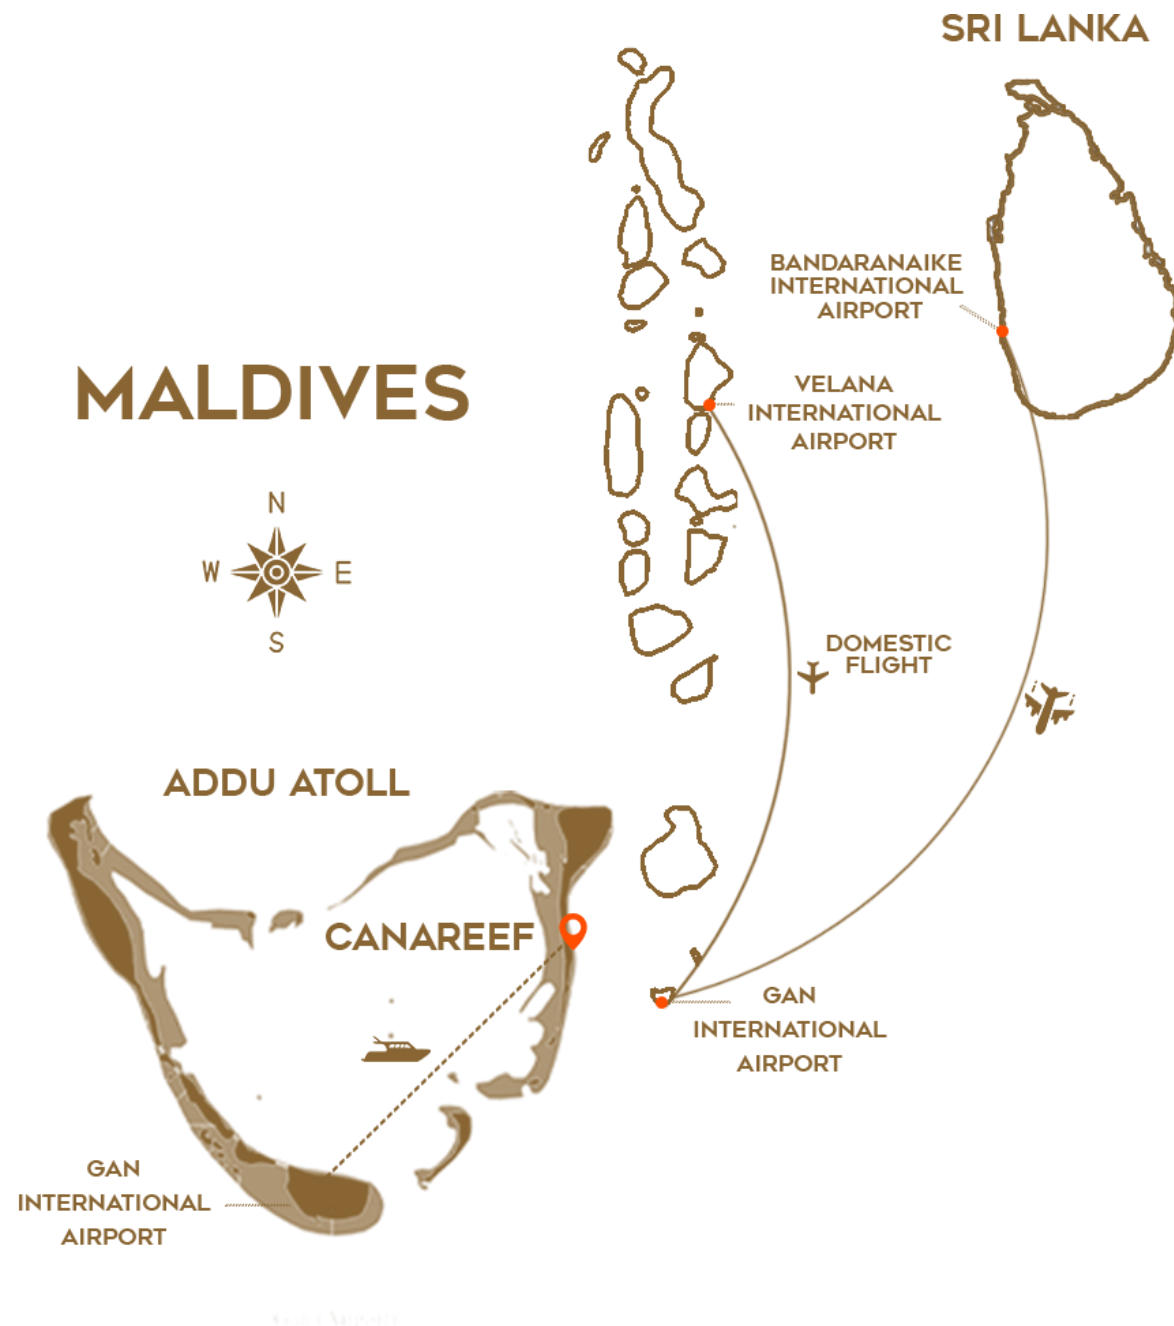 SRI LANKA
BANDARANAIKE
INTERNATIONAL
AIRPORT
MALDIVES
VELANA
INTERNATIONAL
AIRPORT
N
W
E
S
DOMESTIC
FLIGHT
ADDU ATOLL
CANAREEF
GAN
INTERNATIONAL
AIRPORT
GAN
INTERNATIONAL
AIRPORT